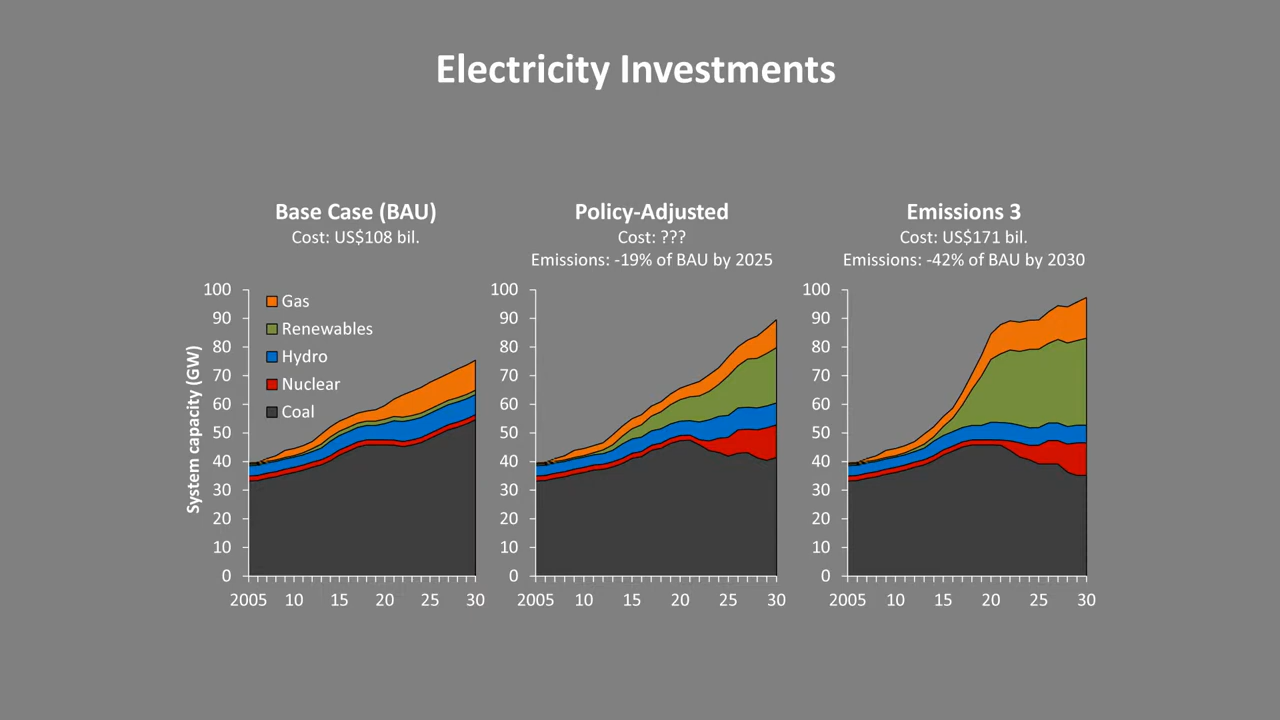 Electricity Investments
Base Case (BAU)
Cost: US$108 bil.
Policy-Adjusted
Cost: ???
Emissions: -19% of BAU by 2025
Emissions 3
Cost: US$171 bil.
Emissions: -42% of BAU by 2030
System capacity (GW)
100
90
80
70
60
50
40
30
20
10
0
Gas
Renewables
Hydro
Nuclear
Coal
2005 10 15 20 25 30
100
90
80
70
60
50
40
30
20
10
0
2005 10 15 20 25 30
100
90
80
70
60
50
40
30
20
10
0
2005 10 15 20 25 30